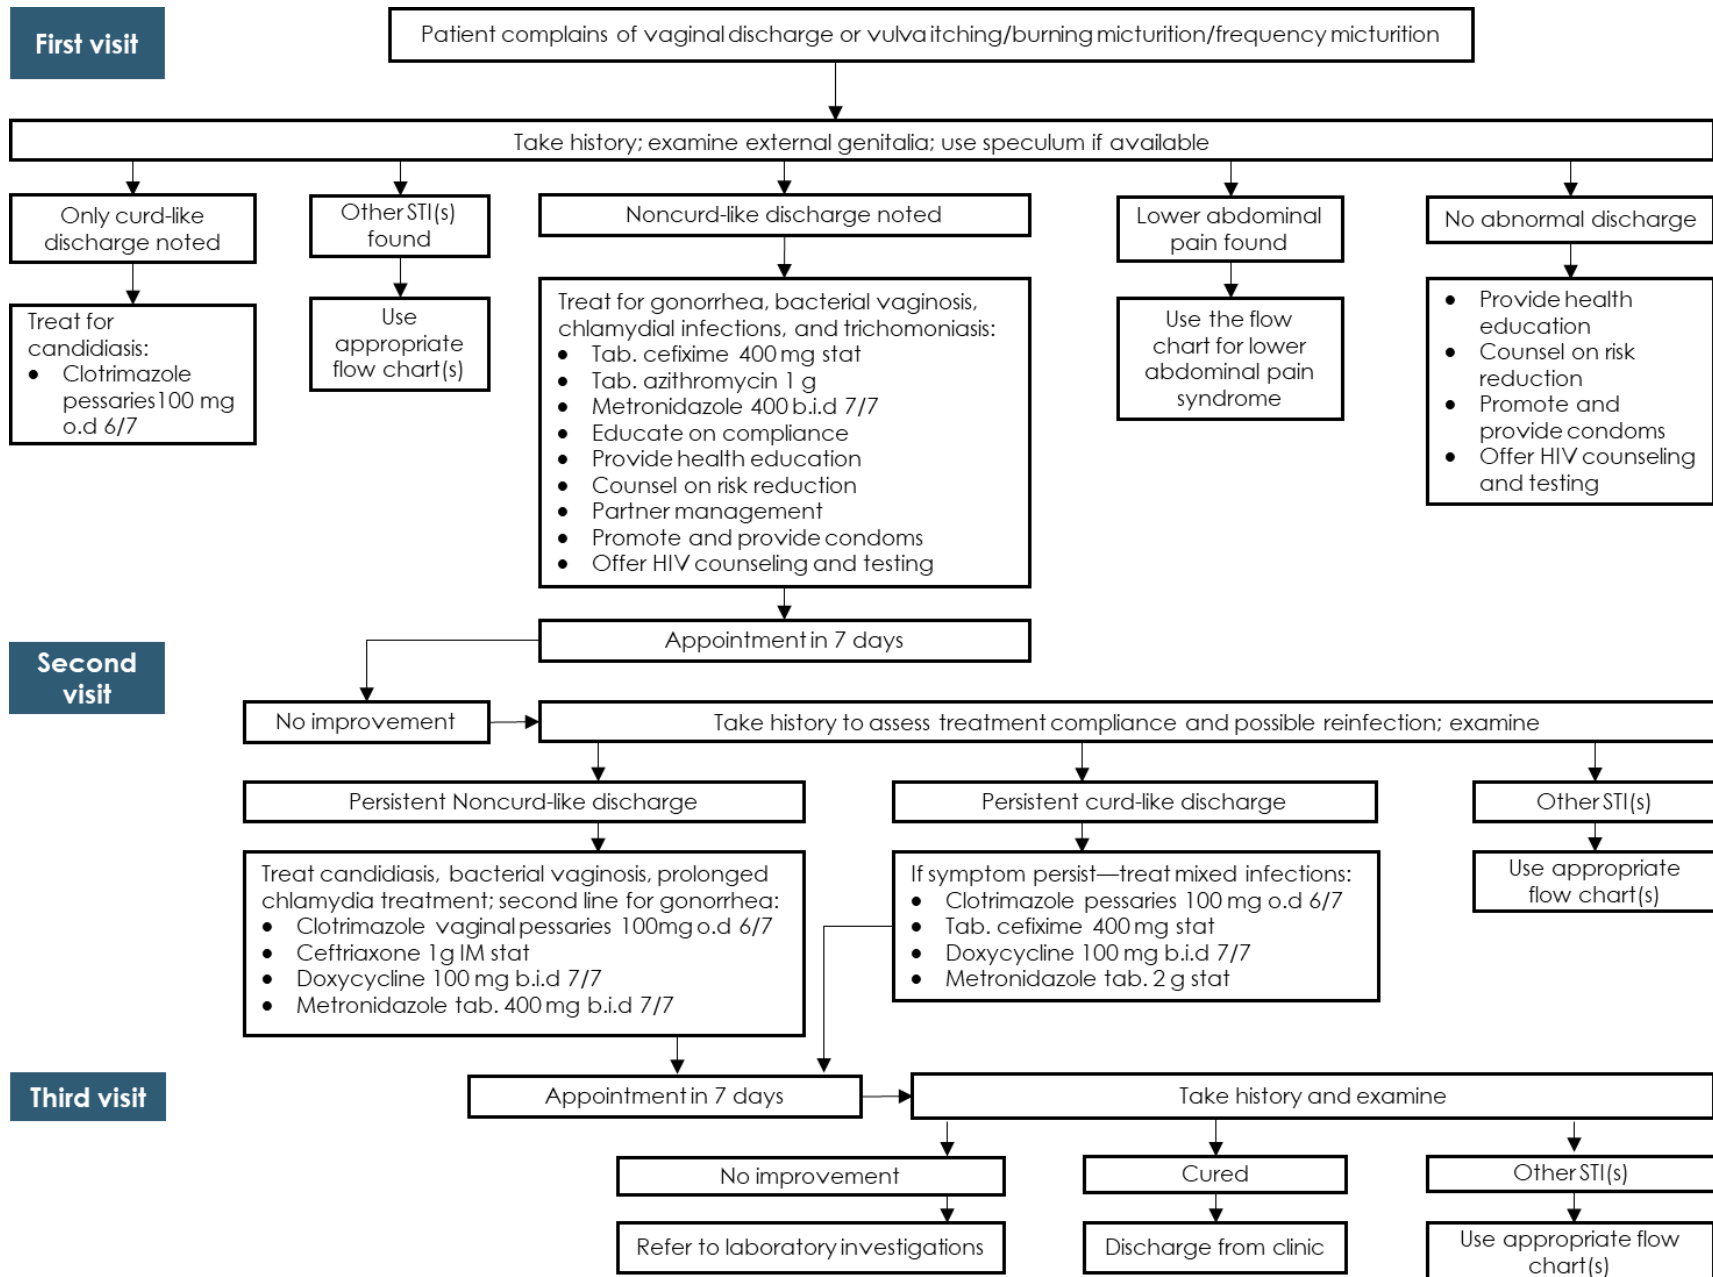 First visit
Patient complains of vaginal discharge or vulva itching/burning micturition/frequency micturition
Take history; examine external genitalia; use speculum if available
Only curd-like
discharge noted
Treat for
candidiasis:
• Clotrimazole
pessaries100 mg
o.d 6/7
Other STI(s)
found
Use
appropriate
flow chart(s)
Noncurd-like discharge noted
Treat for gonorrhea, bacterial vaginosis,
chlamydial infections, and trichomoniasis:
• Tab. cefixime 400 mg stat
• Tab. azithromycin 1 g
• Metronidazole 400 b.i.d 7/7
• Educate on compliance
• Provide health education
• Counsel on risk reduction
• Partner management
• Promote and provide condoms
• Offer HIV counseling and testing
Appointment in 7 days
Lower abdominal
pain found
Use the flow
chart for lower
abdominal pain
syndrome
No abnormal discharge
• Provide health
education
• Counsel on risk
reduction
• Promote and
provide condoms
• Offer HIV counseling
and testing
Second
visit
No improvement
Take history to assess treatment compliance and possible reinfection; examine
Persistent Noncurd-like discharge
Treat candidiasis, bacterial vaginosis, prolonged
chlamydia treatment; second line for gonorrhea:
• Clotrimazole vaginal pessaries 100mg o.d 6/7
• Ceftriaxone 1g IM stat
• Doxycycline 100 mg b.i.d 7/7
• Metronidazole tab. 400 mg b.i.d 7/7
Persistent curd-like discharge
If symptom persist—treat mixed infections:
• Clotrimazole pessaries 100 mg o.d 6/7
• Tab. cefixime 400 mg stat
• Doxycycline 100 mg b.i.d 7/7
• Metronidazole tab. 2 g stat
Other STI(s)
Use appropriate
flow chart(s)
Third visit
Appointment in 7 days
Take history and examine
No improvement
Refer to laboratory investigations
Cured
Discharge from clinic
Other STI(s)
Use appropriate flow
chart(s)